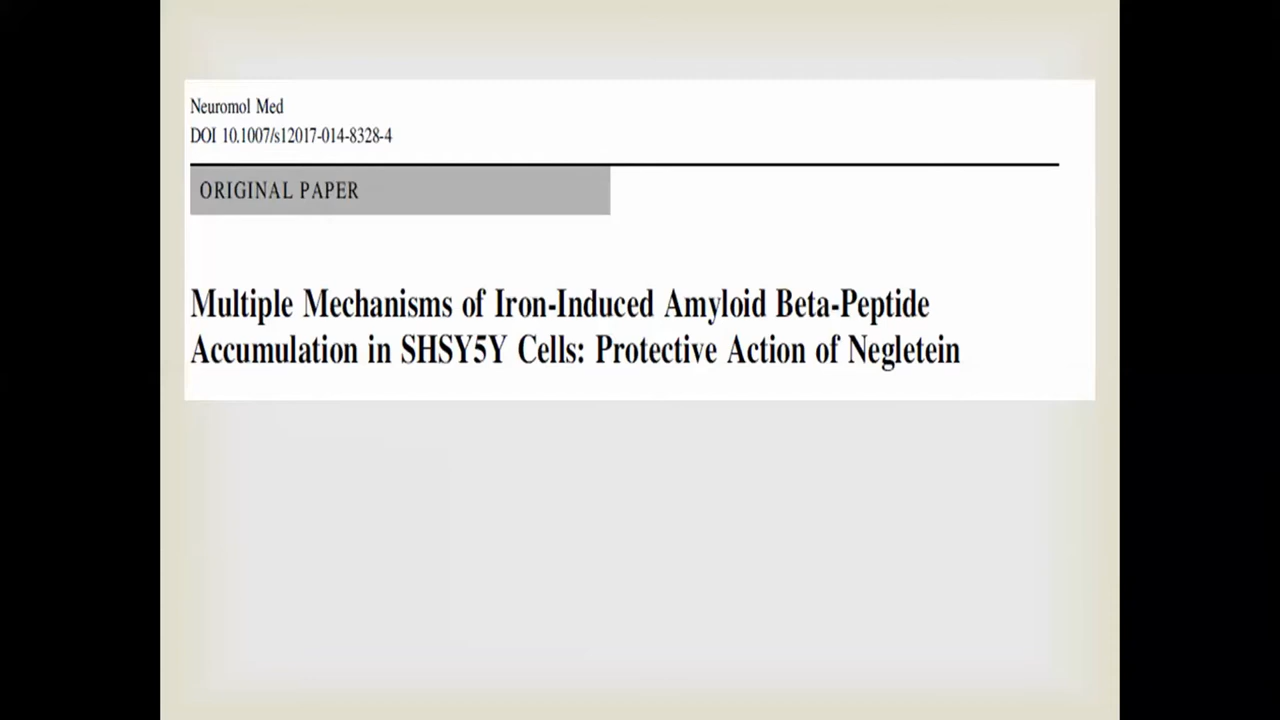 Neuromol Med
DOI 10.1007/s12017-014-8328-4
ORIGINAL PAPER
Multiple Mechanisms of Iron-Induced Amyloid Beta-Peptide
Accumulation in SHSY5Y Cells: Protective Action of Negletein